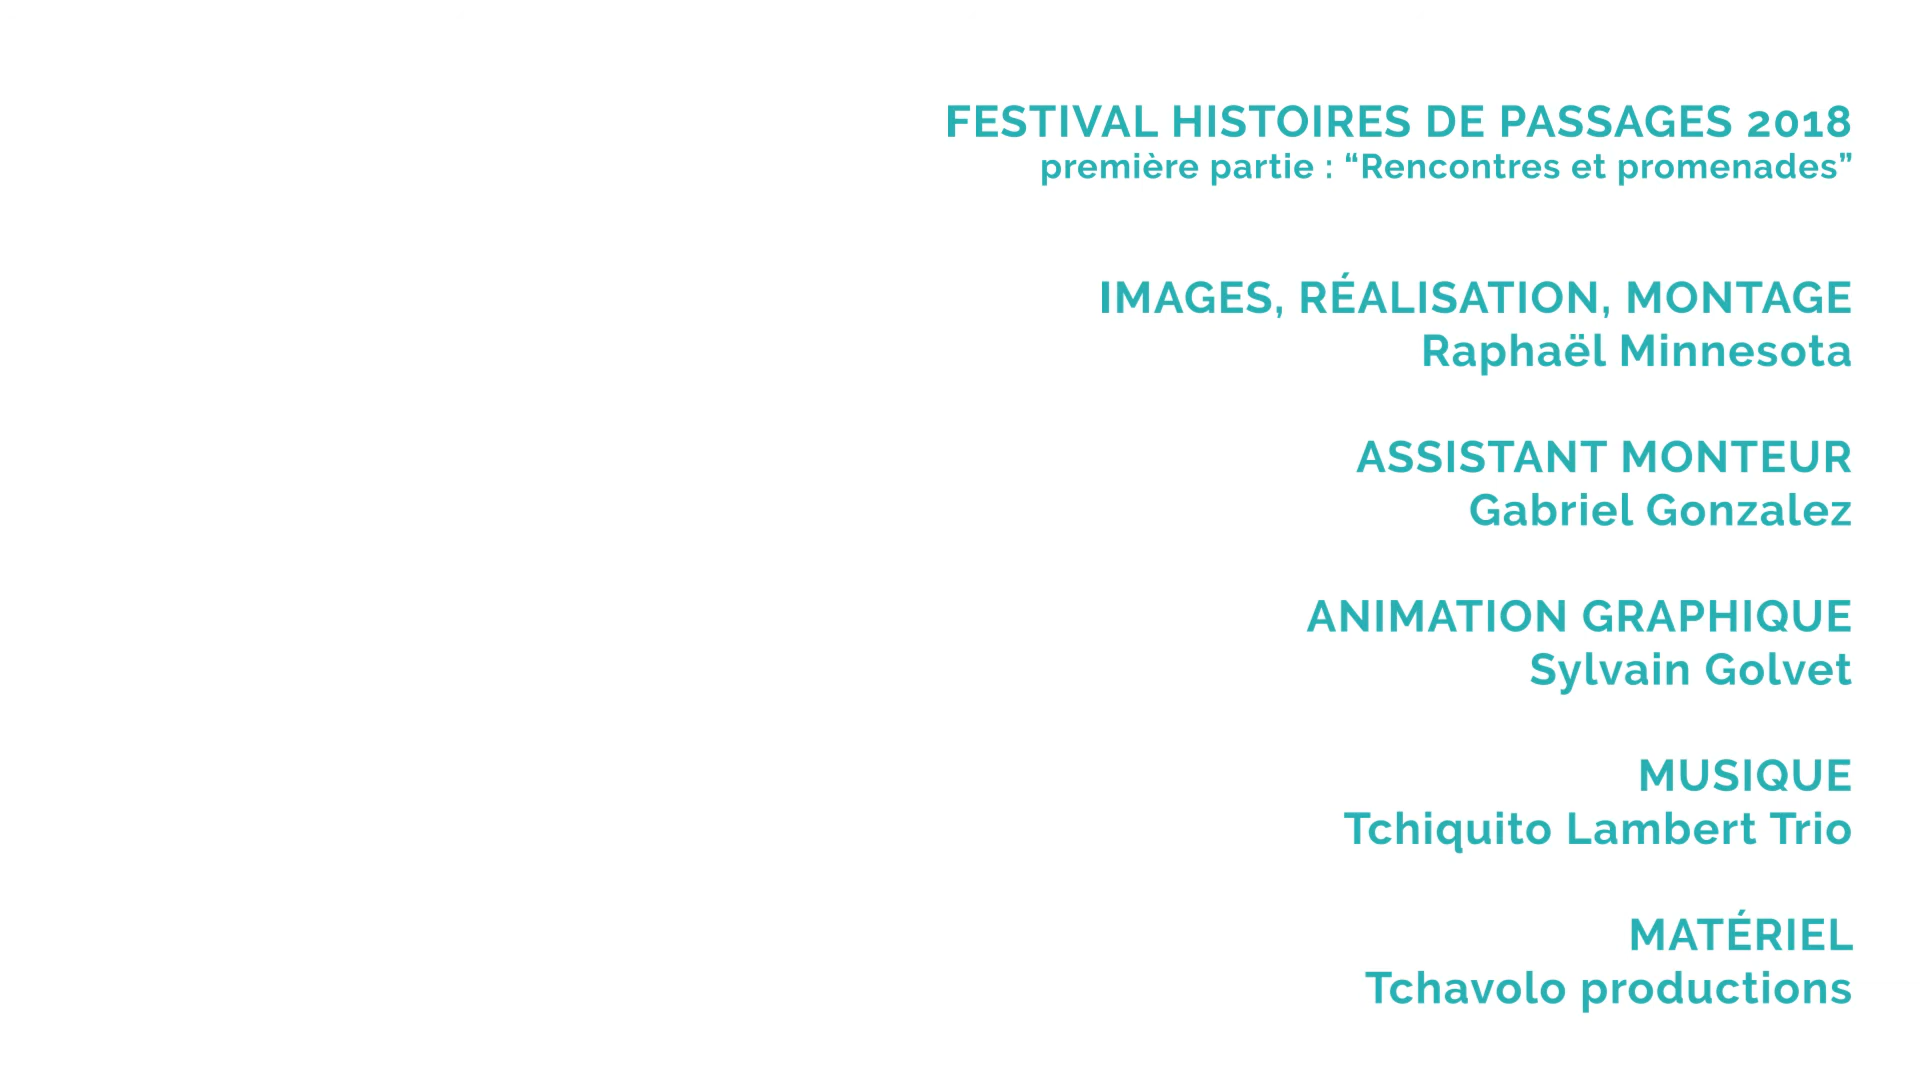 FESTIVAL HISTOIRES DE PASSAGES 2018
première partie : “Rencontres et promenades”
IMAGES, RÉALISATION, MONTAGE
Raphaël Minnesota
ASSISTANT MONTEUR
Gabriel Gonzalez
ANIMATION GRAPHIQUE
Sylvain Golvet
MUSIQUE
Tchiquito Lambert Trio
MATÉRIEL
Tchavolo productions